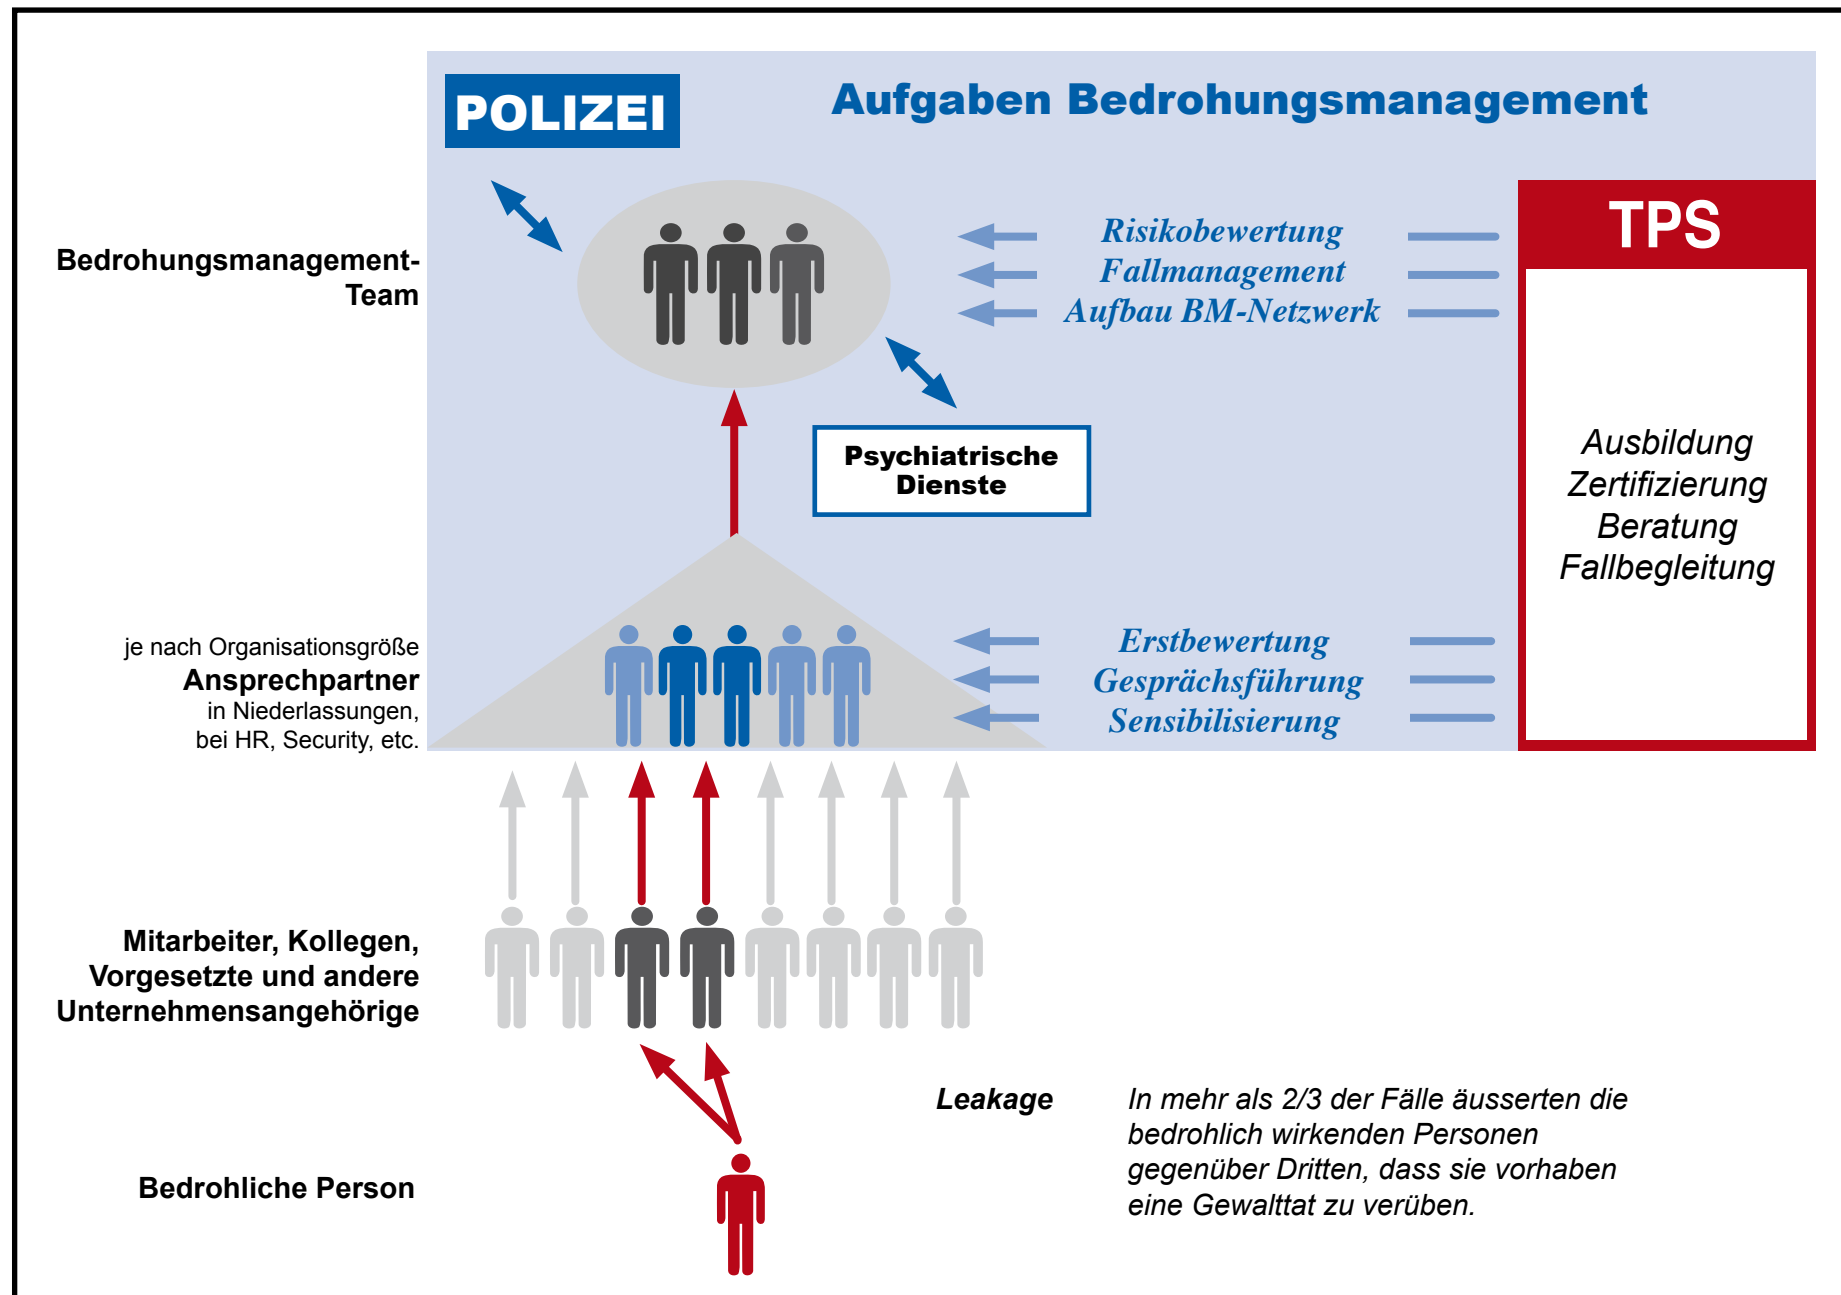 POLIZEI
Aufgaben Bedrohungsmanagement
TPS
Bedrohungsmanagement-
Team
Risikobewertung
Fallmanagement
Aufbau BM-Netzwerk
Psychiatrische
Dienste
Ausbildung
Zertifizierung
Beratung
Fallbegleitung
je nach Organisationsgröße
Ansprechpartner
in Niederlassungen,
bei HR, Security, etc.
Erstbewertung
Gesprächsführung
Sensibilisierung
Mitarbeiter, Kollegen,
Vorgesetzte und andere
Unternehmensangehörige
Leakage
In mehr als 2/3 der Fälle äusserten die
bedrohlich wirkenden Personen
gegenüber Dritten, dass sie vorhaben
eine Gewalttat zu verüben.
Bedrohliche Person